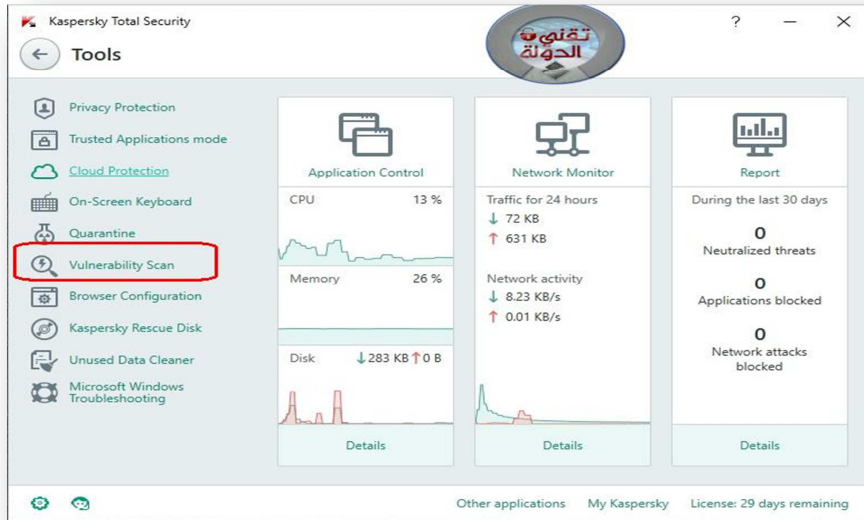 Kaspersky Total Security
?
Tools
تقني
الدولة
Privacy Protection
Trusted Applications mode
Cloud Protection
On-Screen Keyboard
Quarantine
Vulnerability Scan
Browser Configuration
Kaspersky Rescue Disk
Unused Data Cleaner
Microsoft Windows
Troubleshooting
Application Control
CPU 13 %
Memory 26 %
Disk ↓283 KB↑0 B
Details
Network Monitor
Traffic for 24 hours
↓ 72 KB
↑ 631 KB
Network activity
↓ 8.23 KB/s
↑ 0.01 KB/s
Details
Report
During the last 30 days
0
Neutralized threats
0
Applications blocked
0
Network attacks
blocked
Details
Other applications My Kaspersky License: 29 days remaining